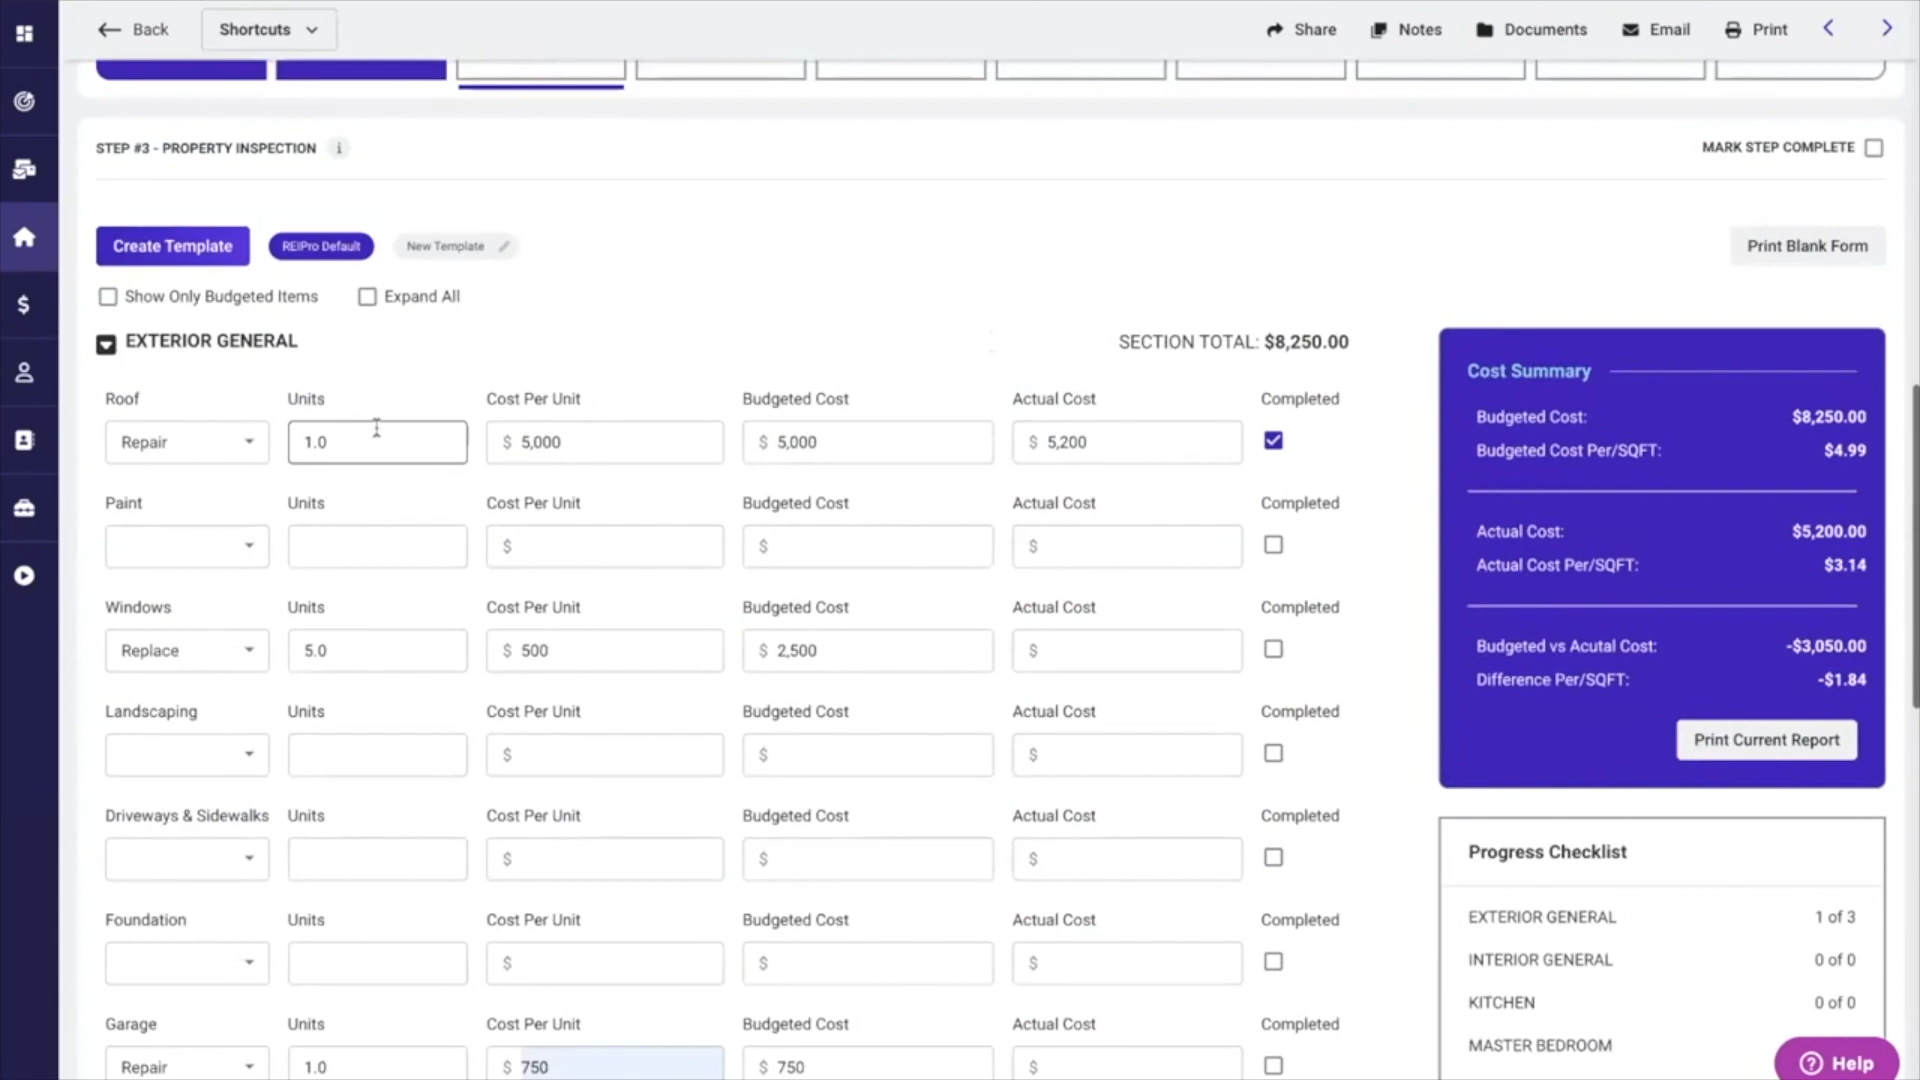 Back Shortcuts Share Notes Documents Email Print
STEP #3 - PROPERTY INSPECTION i MARK STEP COMPLETE
Create Template REIPro Default New Template Print Blank Form
Show Only Budgeted Items Expand All
EXTERIOR GENERAL SECTION TOTAL: $8,250.00
Roof Units Cost Per Unit Budgeted Cost Actual Cost Completed
Repair 1.0 $ 5,000 $ 5,000 $ 5,200
Paint Units Cost Per Unit Budgeted Cost Actual Cost Completed
$ $ $
Windows Units Cost Per Unit Budgeted Cost Actual Cost Completed
Replace 5.0 $ 500 $ 2,500 $
Landscaping Units Cost Per Unit Budgeted Cost Actual Cost Completed
$ $ $
Driveways & Sidewalks Units Cost Per Unit Budgeted Cost Actual Cost Completed
$ $ $
Foundation Units Cost Per Unit Budgeted Cost Actual Cost Completed
$ $ $
Garage Units Cost Per Unit Budgeted Cost Actual Cost Completed
Repair 1.0 $ 750 $ 750 $
Cost Summary
Budgeted Cost: $8,250.00
Budgeted Cost Per/SQFT: $4.99
Actual Cost: $5,200.00
Actual Cost Per/SQFT: $3.14
Budgeted vs Acutal Cost: -$3,050.00
Difference Per/SQFT: -$1.84
Print Current Report
Progress Checklist
EXTERIOR GENERAL 1 of 3
INTERIOR GENERAL 0 of 0
KITCHEN 0 of 0
MASTER BEDROOM
? Help